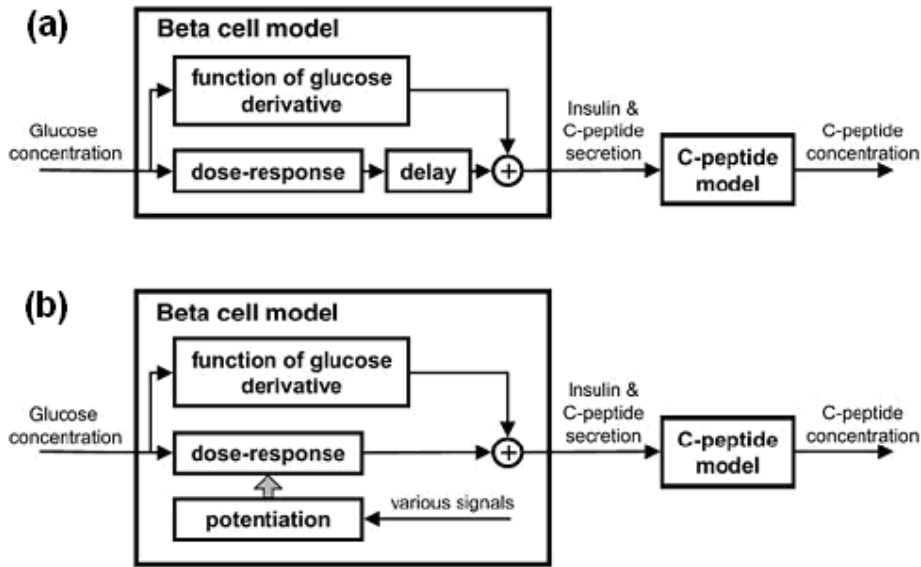 (a)
Beta cell model
function of glucose
derivative
Glucose
concentration
dose-response
delay
+
Insulin &
C-peptide
secretion
C-peptide
model
C-peptide
concentration
(b)
Beta cell model
function of glucose
derivative
Glucose
concentration
dose-response
+
potentiation
various signals
Insulin &
C-peptide
secretion
C-peptide
model
C-peptide
concentration